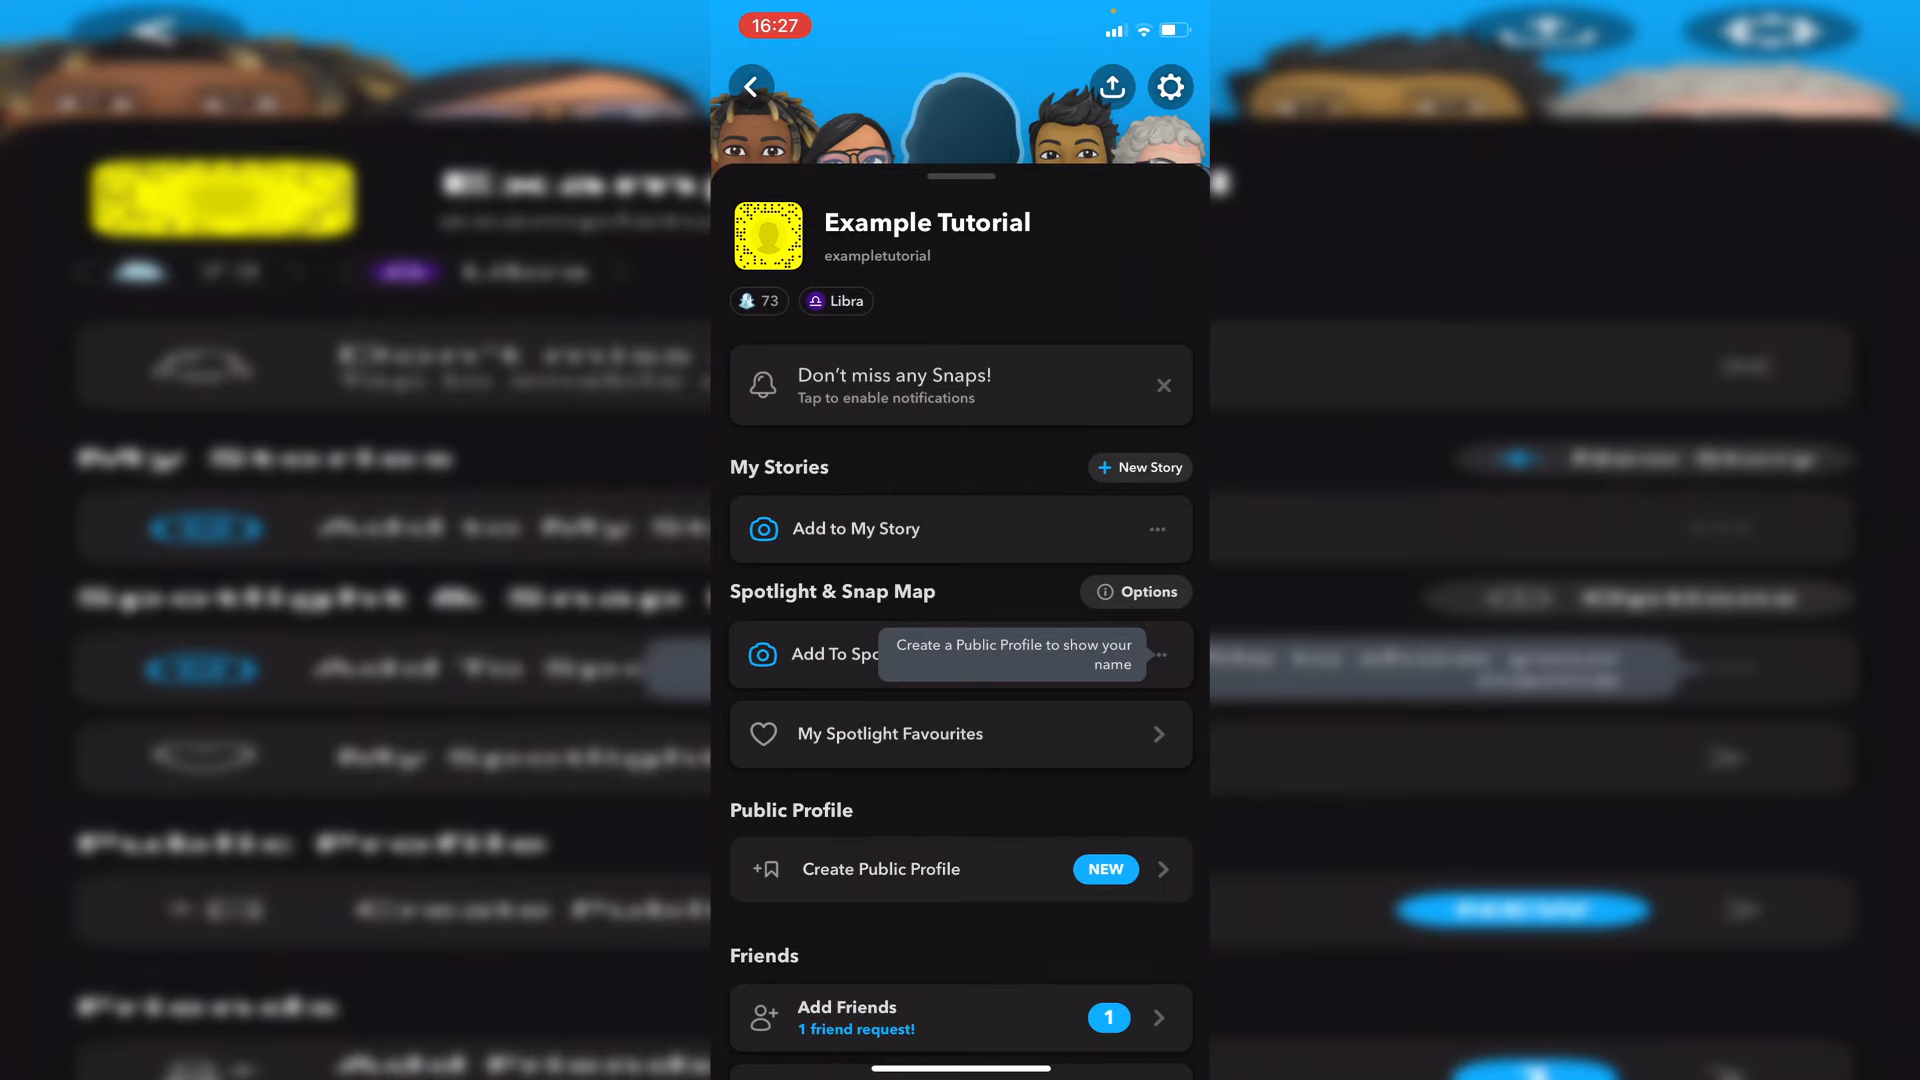 16:27
Example Tutorial
exampletutorial
73
Libra
Don't miss any Snaps!
Tap to enable notifications
My Stories
+ New Story
Add to My Story
Spotlight & Snap Map
Options
Add To Spo
Create a Public Profile to show your
name
My Spotlight Favourites
Public Profile
Create Public Profile
NEW
Friends
Add Friends
1 friend request!
1